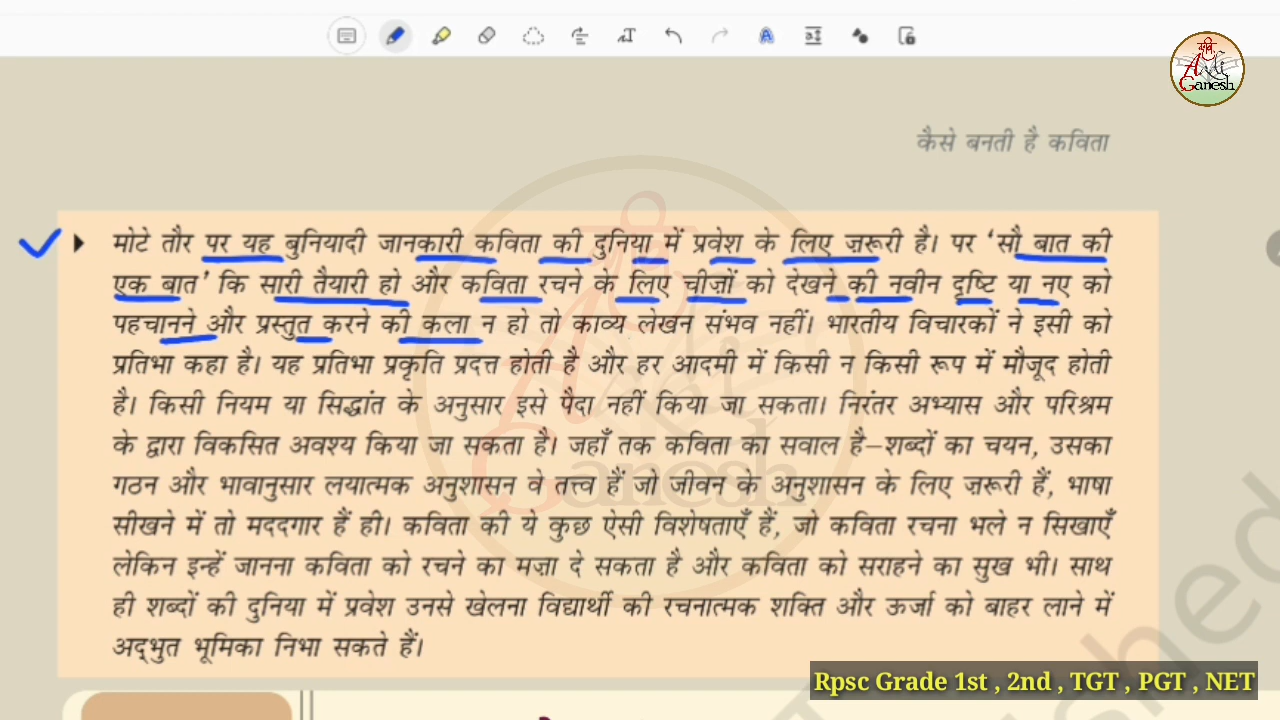 श्री
Aadi
Ganesh
कैसे बनती है कविता
मोटे तौर पर यह बुनियादी जानकारी कविता की दुनिया में प्रवेश के लिए ज़रूरी है। पर ‘सौ बात की
एक बात’ कि सारी तैयारी हो और कविता रचने के लिए चीज़ों को देखने की नवीन दृष्टि या नए को
पहचानने और प्रस्तुत करने की कला न हो तो काव्य लेखन संभव नहीं। भारतीय विचारकों ने इसी को
प्रतिभा कहा है। यह प्रतिभा प्रकृति प्रदत्त होती है और हर आदमी में किसी न किसी रूप में मौजूद होती
है। किसी नियम या सिद्धांत के अनुसार इसे पैदा नहीं किया जा सकता। निरंतर अभ्यास और परिश्रम
के द्वारा विकसित अवश्य किया जा सकता है। जहाँ तक कविता का सवाल है–शब्दों का चयन, उसका
गठन और भावानुसार लयात्मक अनुशासन वे तत्त्व हैं जो जीवन के अनुशासन के लिए ज़रूरी हैं, भाषा
सीखने में तो मददगार हैं ही। कविता की ये कुछ ऐसी विशेषताएँ हैं, जो कविता रचना भले न सिखाएँ
लेकिन इन्हें जानना कविता को रचने का मज़ा दे सकता है और कविता को सराहने का सुख भी। साथ
ही शब्दों की दुनिया में प्रवेश उनसे खेलना विद्यार्थी की रचनात्मक शक्ति और ऊर्जा को बाहर लाने में
अद्भुत भूमिका निभा सकते हैं।
Rpsc Grade 1st , 2nd , TGT , PGT , NET